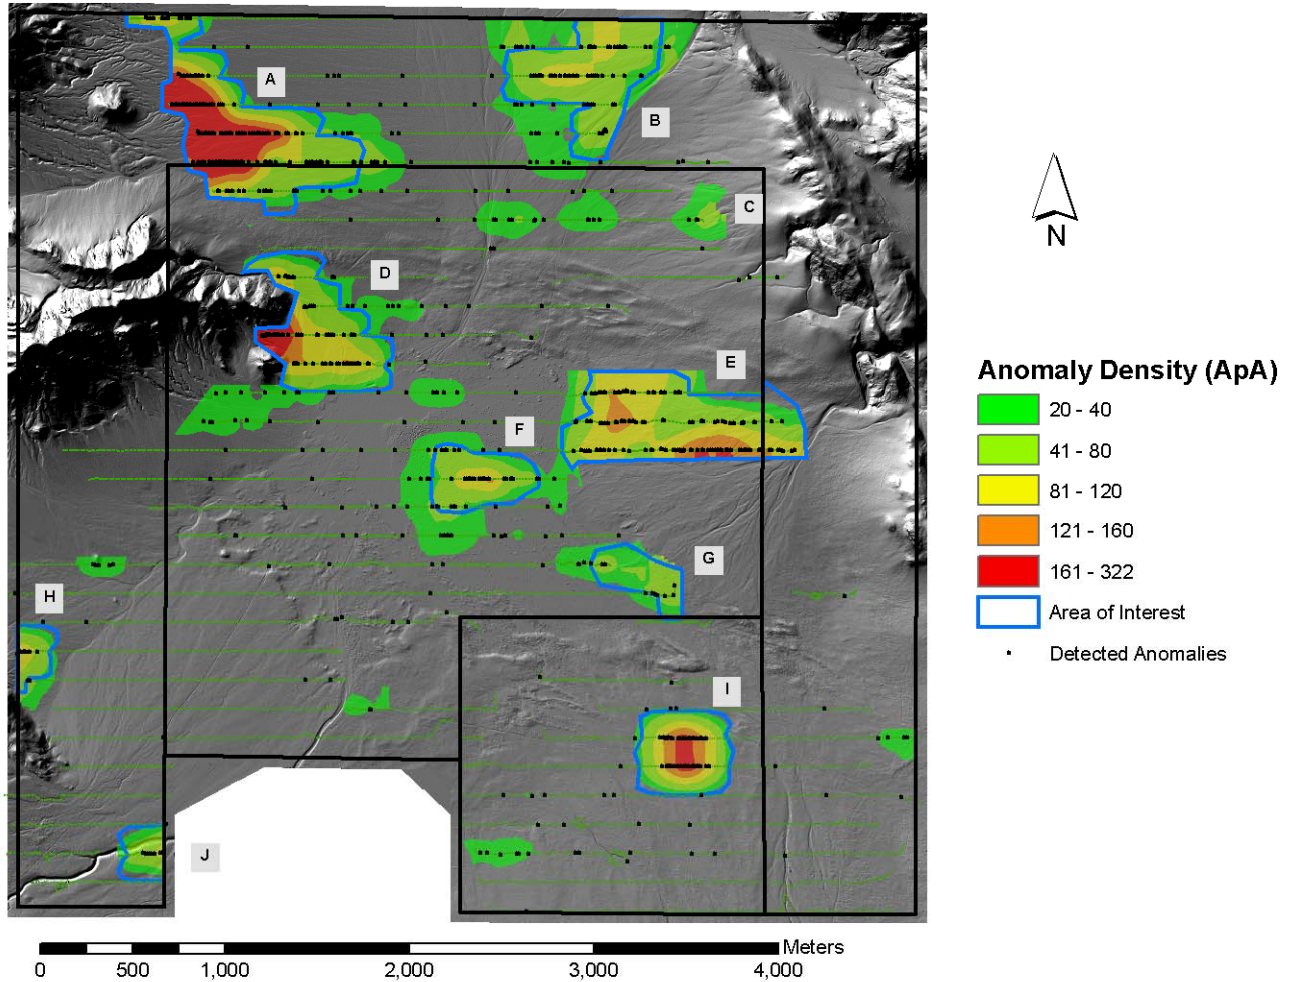 A
B
C
D
E
F
G
H
I
J
N
Anomaly Density (ApA)
20 - 40
41 - 80
81 - 120
121 - 160
161 - 322
Area of Interest
Detected Anomalies
Meters
0 500 1,000 2,000 3,000 4,000